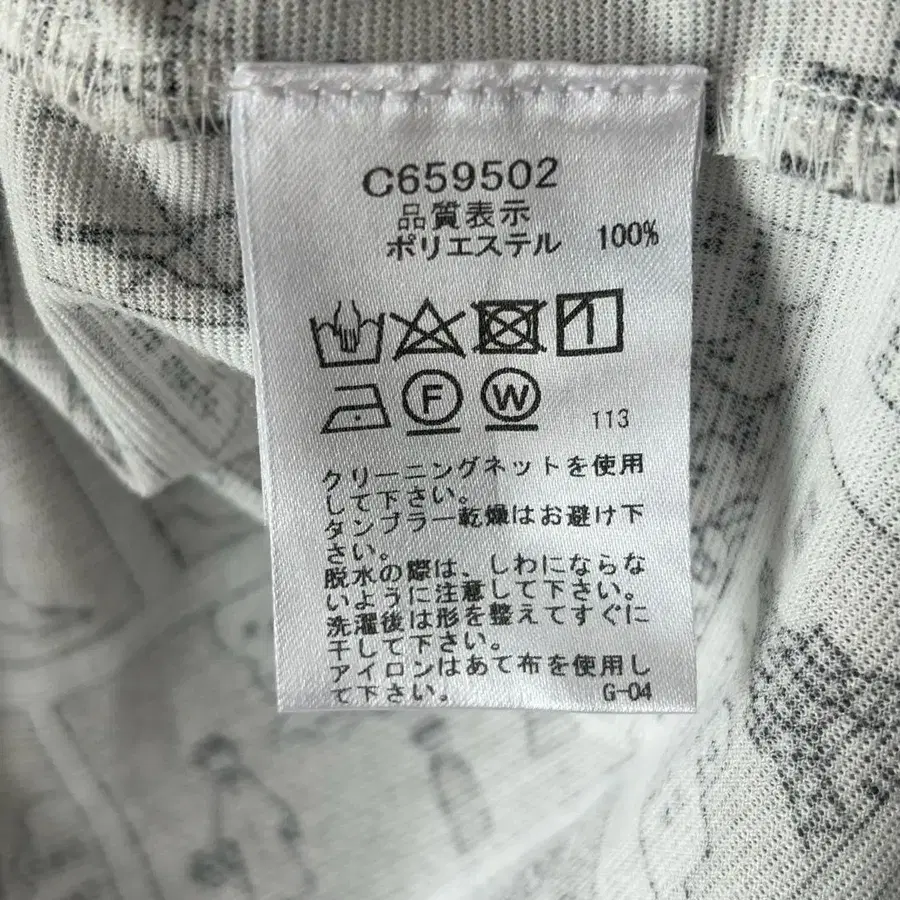 C659502
品質表示
ポリエステル 100%
F W 113
クリーニングネットを使用
して下さい。
タンブラー乾燥はお避け下
さい。
脱水の際は、しわにならな
いように注意して下さい。
洗濯後は形を整えてすぐに
干して下さい。
アイロンはあて布を使用し
て下さい。 G-04